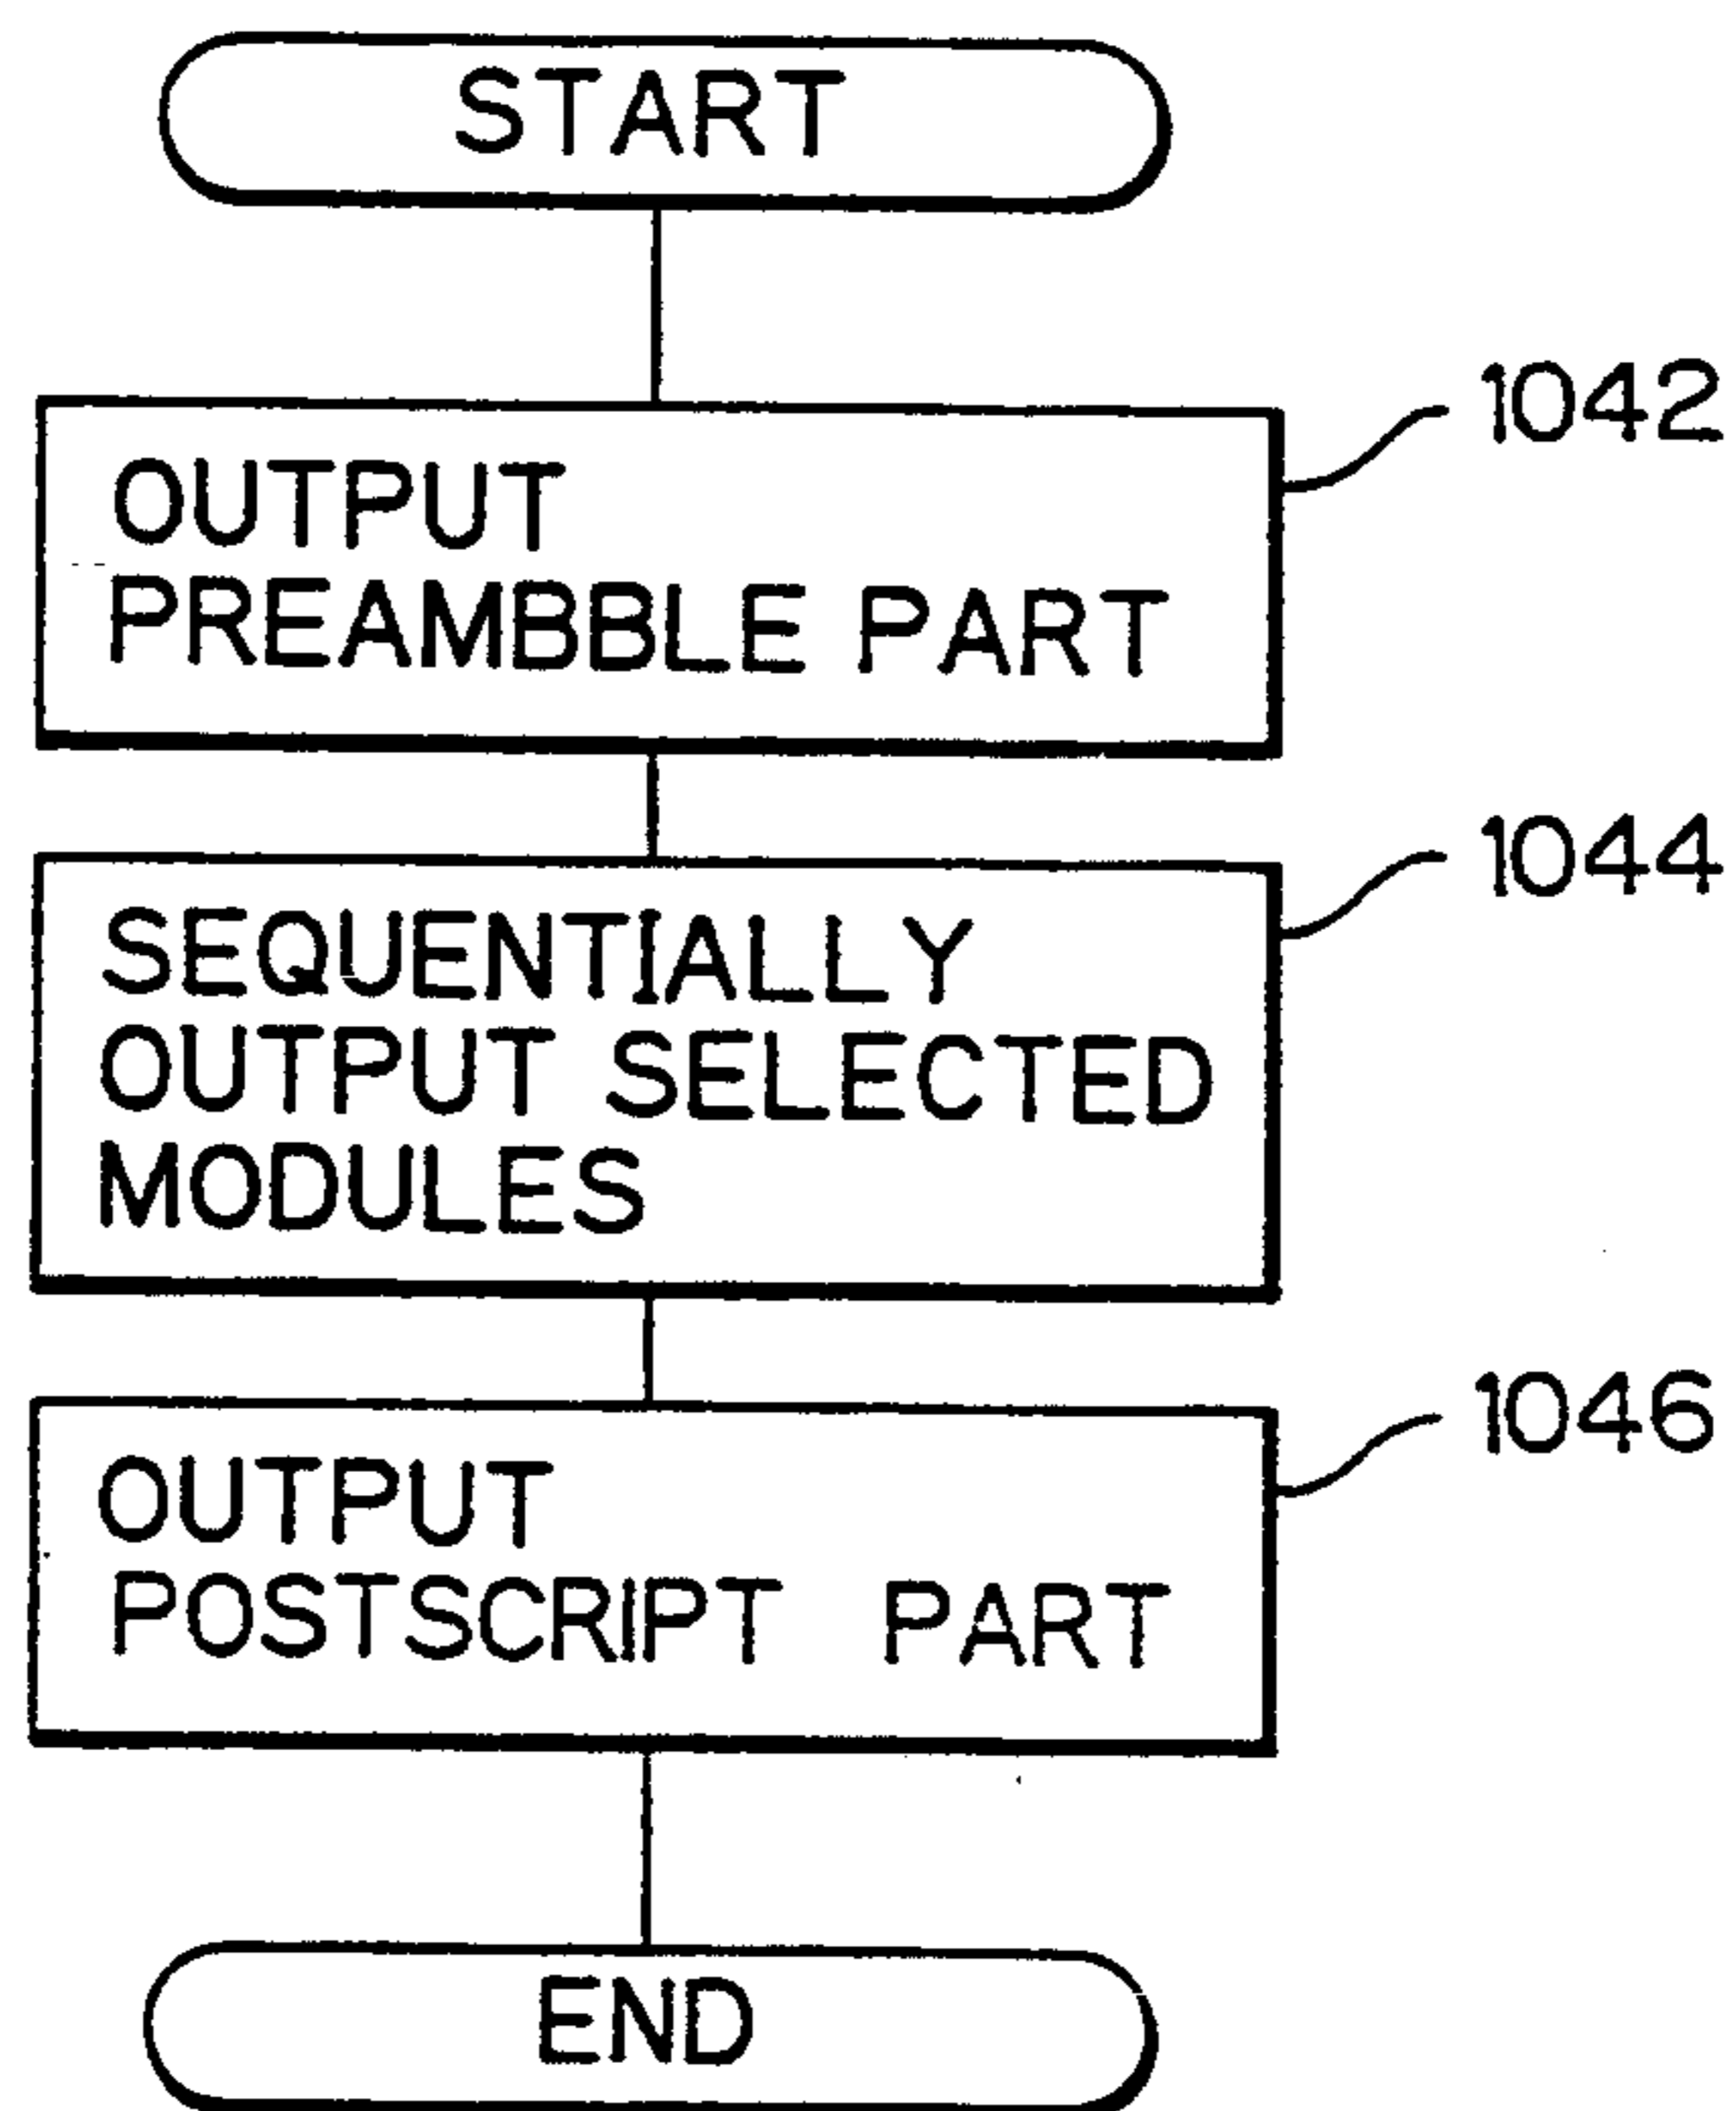 START
1042
OUTPUT
PREAMBBLE PART
1044
SEQUENTIALLY
OUTPUT SELECTED
MODULES
1046
OUTPUT
POSTSCRIPT PART
END